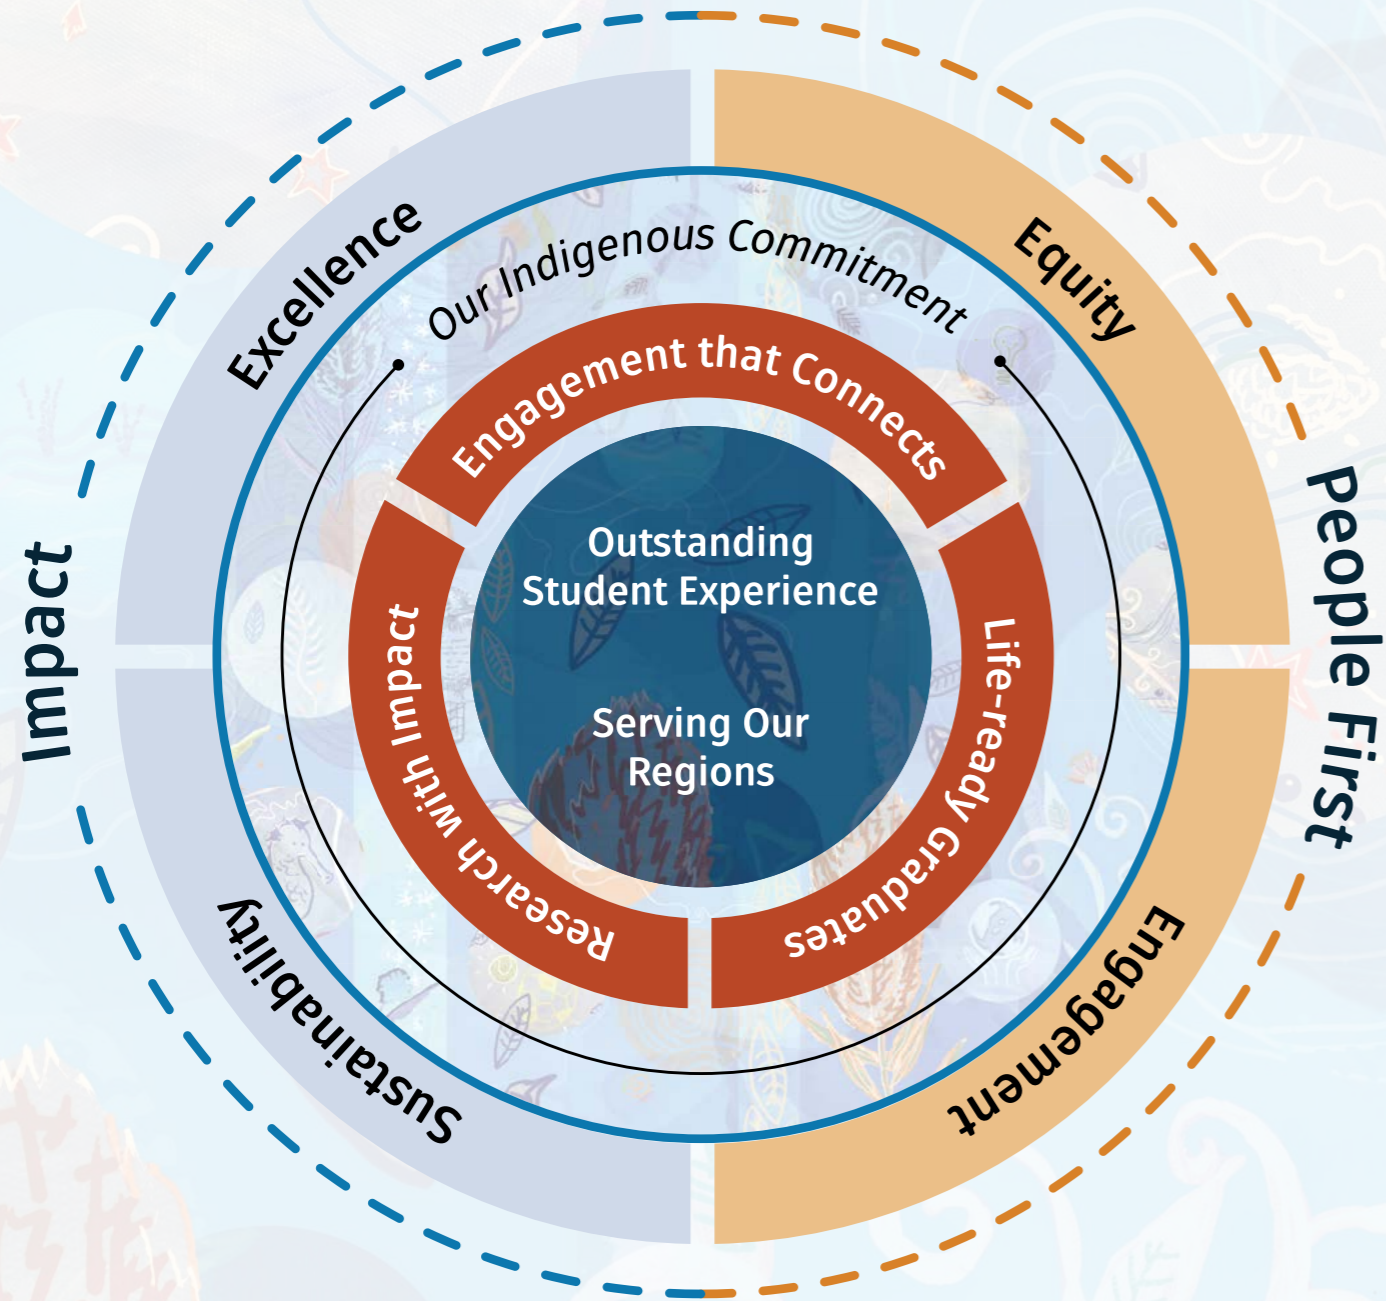 Excellence
Equity
Our Indigenous Commitment
Engagement that Connects
Outstanding
Student Experience
Serving Our
Regions
Research with Impact
Life-ready Graduates
Impact
People First
Sustainability
Engagement